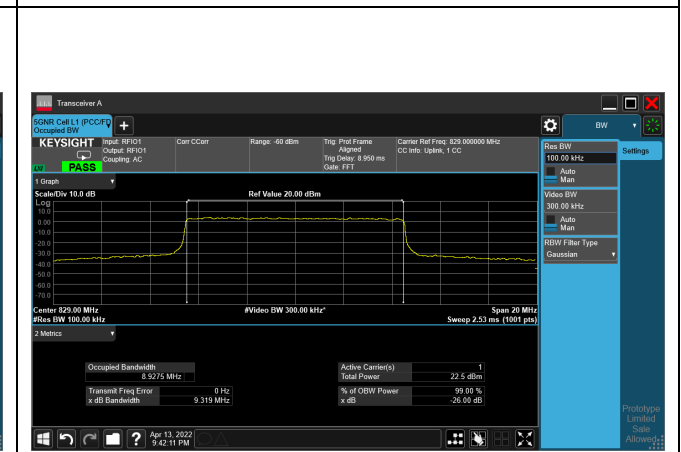 Transceiver A
5GNR Cell L1 (PCC/FD
Occupied BW
KEYSIGHT
LW
PASS
Input: RFIO1
Output: RFIO1
Coupling: AC
Corr CCorr
Range: -60 dBm
Trig: Prot Frame
Aligned
Trig Delay: 8.950 ms
Gate: FFT
Carrier Ref Freq: 829.000000 MHz
CC Info: Uplink, 1 CC
BW
Settings
Res BW
100.00 kHz
Auto
Man
Video BW
300.00 kHz
Auto
Man
RBW Filter Type
Gaussian
1 Graph
Scale/Div 10.0 dB
Ref Value 20.00 dBm
Log
10.0
0.00
-10.0
-20.0
-30.0
-40.0
-50.0
-60.0
-70.0
Center 829.00 MHz
#Video BW 300.00 kHz*
Span 20 MHz
#Res BW 100.00 kHz
Sweep 2.53 ms (1001 pts)
2 Metrics
Occupied Bandwidth
8.9275 MHz
Active Carrier(s) 1
Total Power 22.5 dBm
Transmit Freq Error 0 Hz
x dB Bandwidth 9.319 MHz
% of OBW Power 99.00 %
x dB -26.00 dB
Prototype
Limited
Sale
Allowed
?
Apr 13, 2022
9:42:11 PM